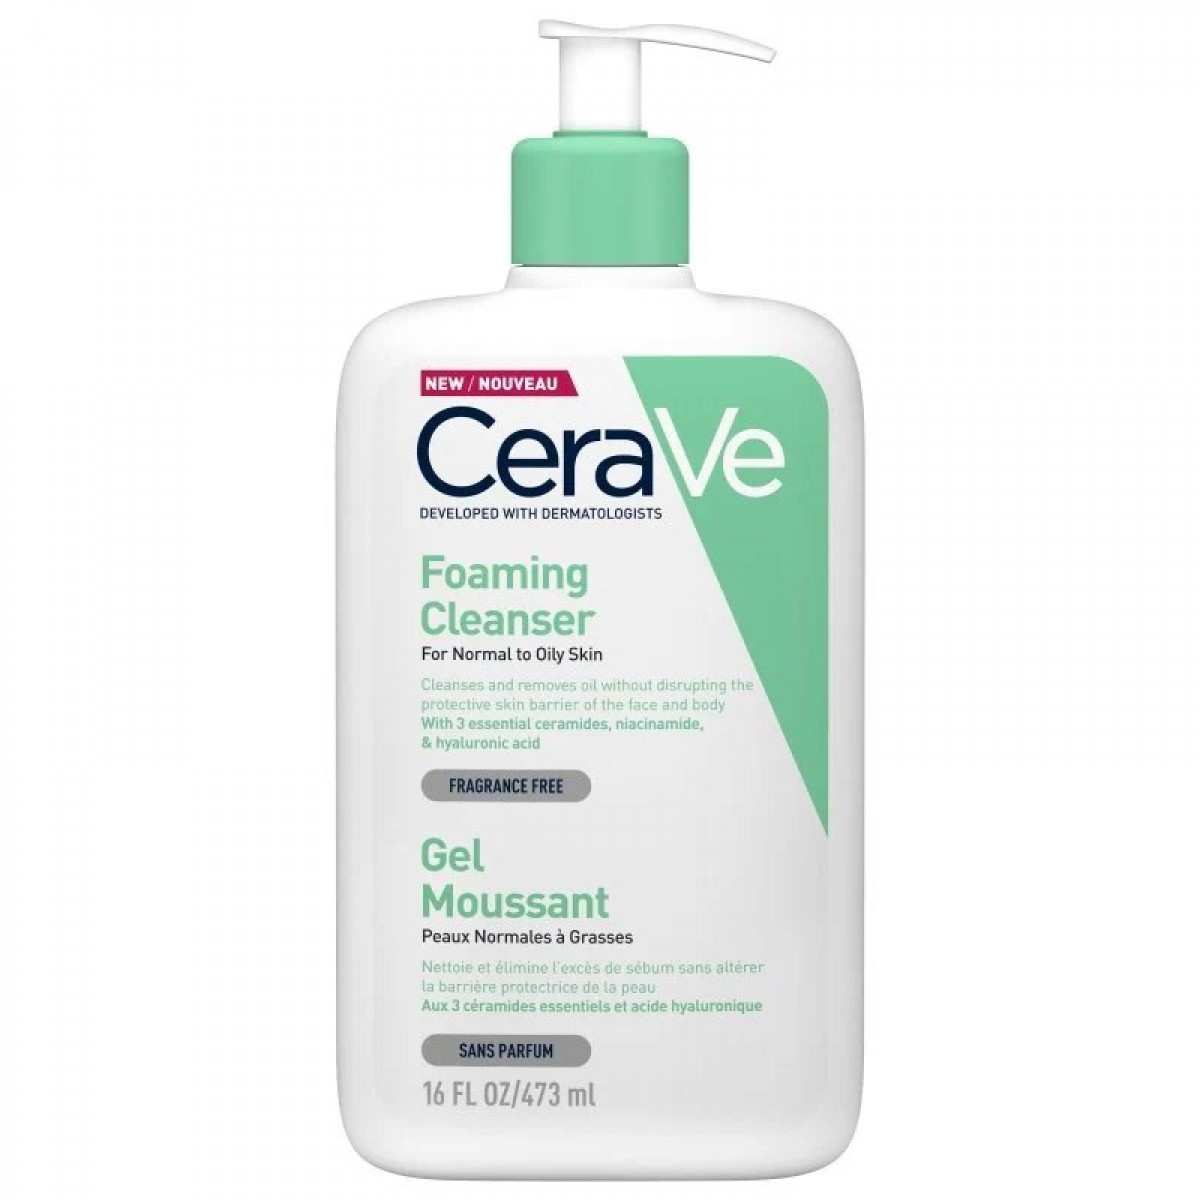 NEW / NOUVEAU
CeraVe
DEVELOPED WITH DERMATOLOGISTS
Foaming
Cleanser
For Normal to Oily Skin
Cleanses and removes oil without disrupting the
protective skin barrier of the face and body
With 3 essential ceramides, niacinamide,
& hyaluronic acid
FRAGRANCE FREE
Gel
Moussant
Peaux Normales à Grasses
Nettoie et élimine l'excès de sébum sans altérer
la barrière protectrice de la peau
Aux 3 céramides essentiels et acide hyaluronique
SANS PARFUM
16 FL OZ/473 ml